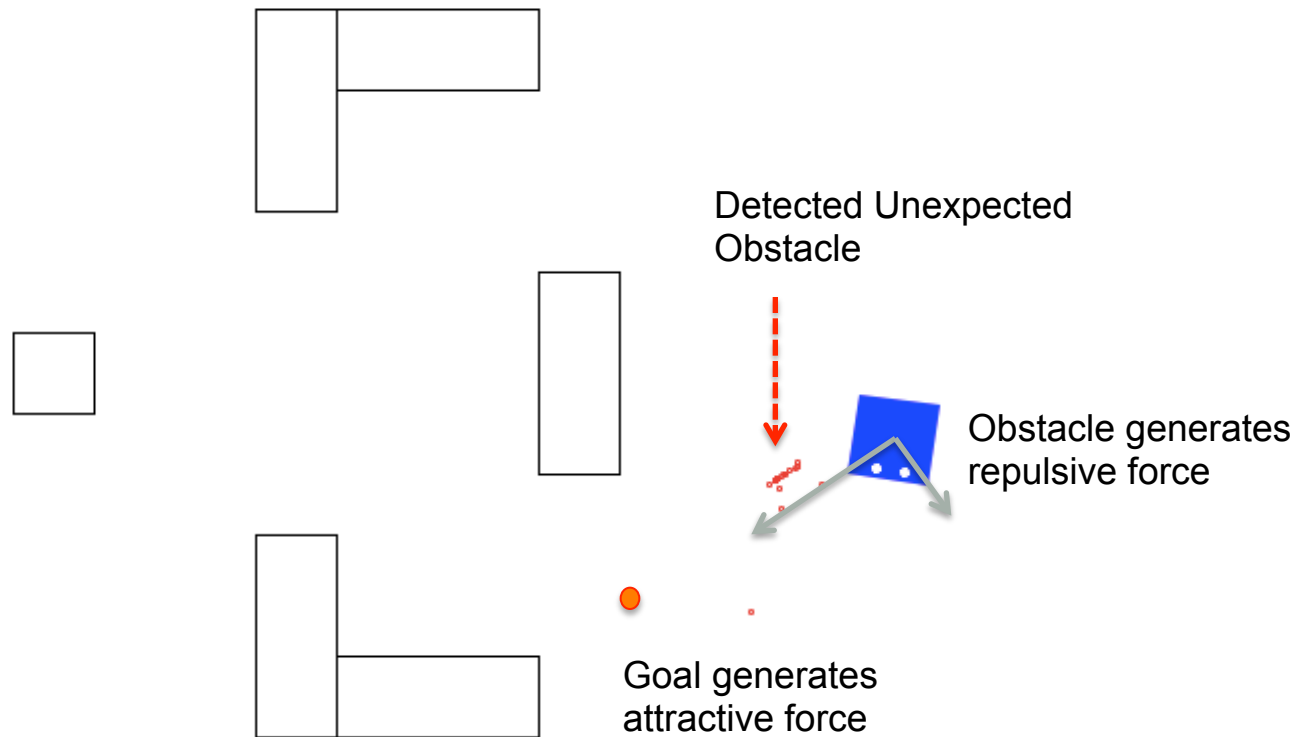 Detected Unexpected
Obstacle
Obstacle generates
repulsive force
Goal generates
attractive force